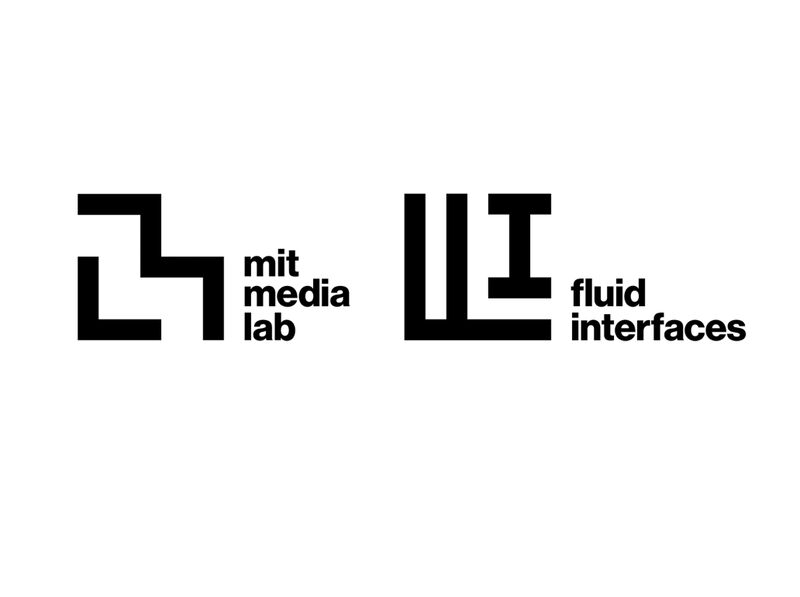 mit
media
lab
fluid
interfaces